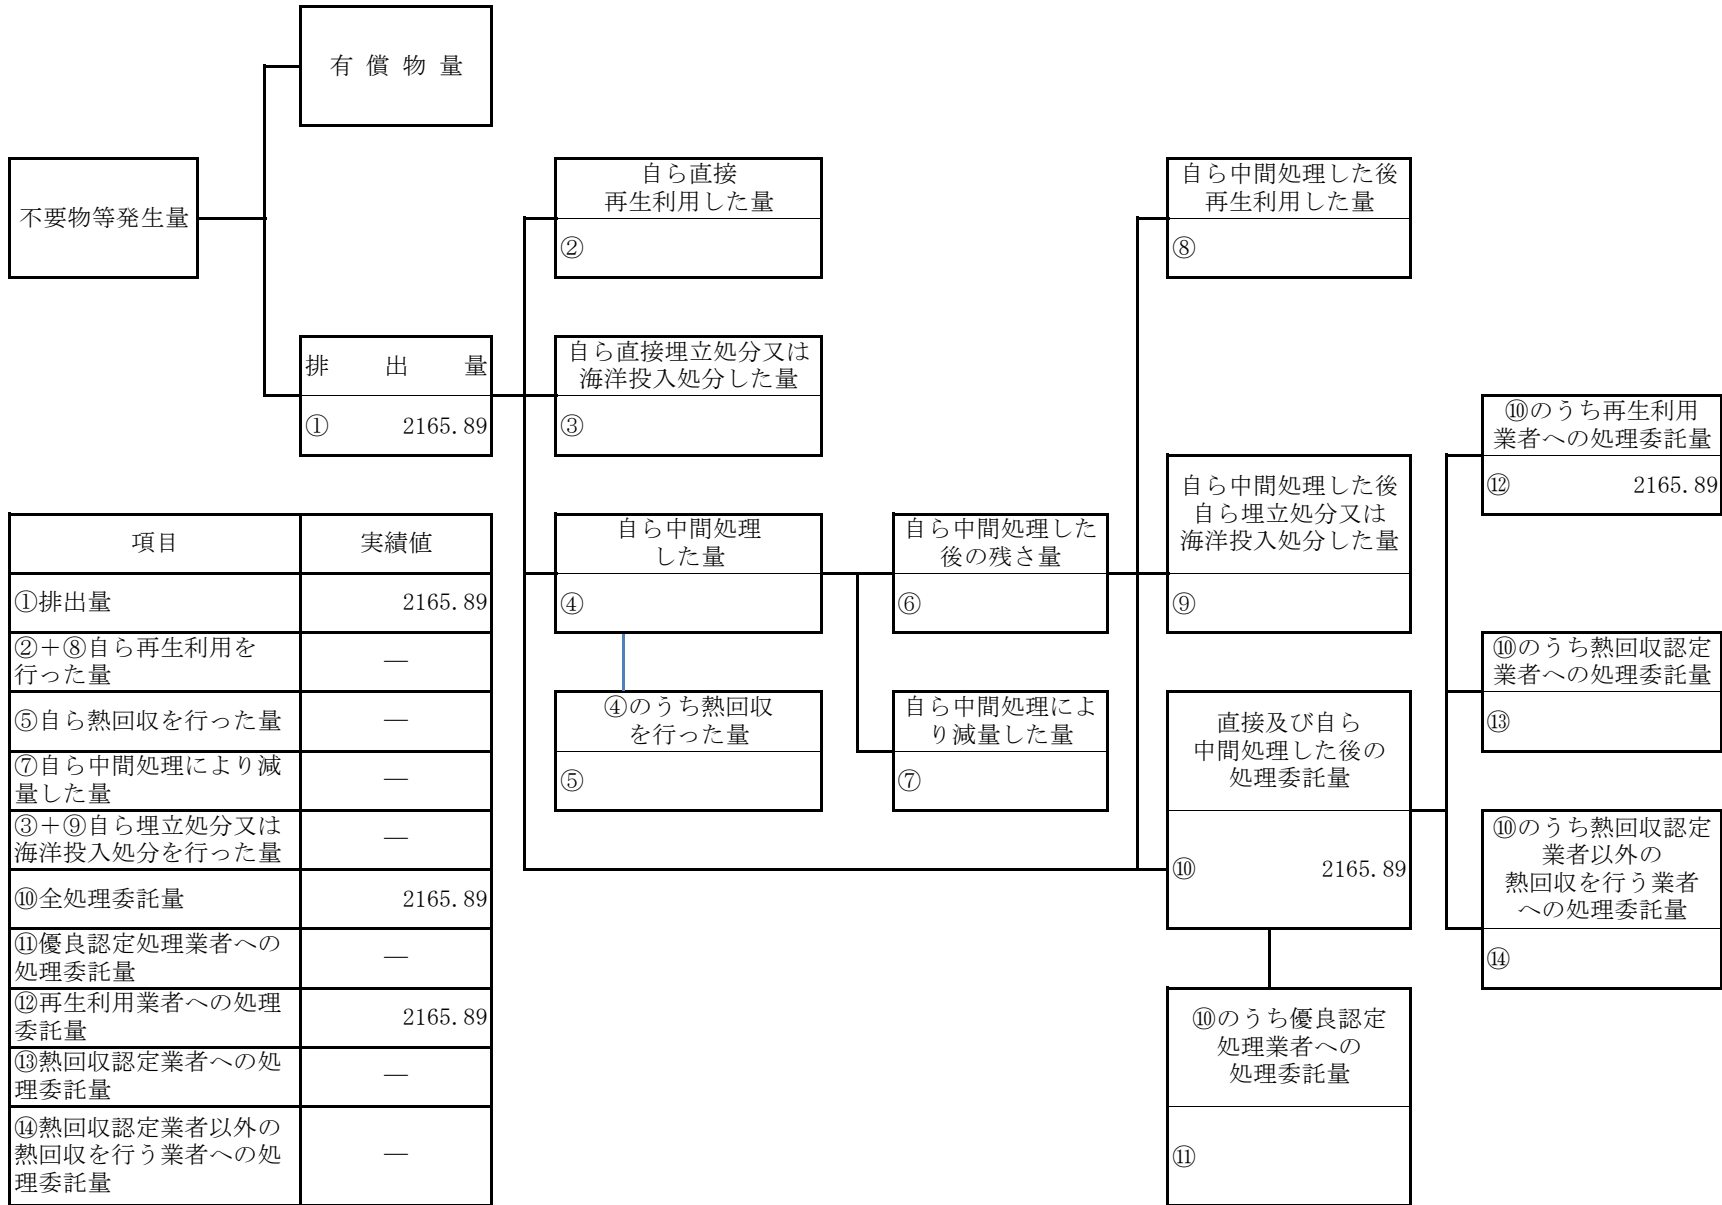 有償物量
不要物等発生量
自ら直接
再生利用した量
②
自ら中間処理した後
再生利用した量
⑧
排出量
① 2165.89
自ら直接埋立処分又は
海洋投入処分した量
③
⑩のうち再生利用
業者への処理委託量
⑫ 2165.89
自ら中間処理した後
自ら埋立処分又は
海洋投入処分した量
⑨
自ら中間処理
した量
④
自ら中間処理した
後の残さ量
⑥
⑩のうち熱回収認定
業者への処理委託量
⑬
④のうち熱回収
を行った量
⑤
自ら中間処理によ
り減量した量
⑦
直接及び自ら
中間処理した後の
処理委託量
⑩ 2165.89
⑩のうち熱回収認定
業者以外の
熱回収を行う業者
への処理委託量
⑭
⑩のうち優良認定
処理業者への
処理委託量
⑪
項目 実績値
①排出量 2165.89
②＋⑧自ら再生利用を
行った量 ―
⑤自ら熱回収を行った量 ―
⑦自ら中間処理により減
量した量 ―
③＋⑨自ら埋立処分又は
海洋投入処分を行った量 ―
⑩全処理委託量 2165.89
⑪優良認定処理業者への
処理委託量 ―
⑫再生利用業者への処理
委託量 2165.89
⑬熱回収認定業者への処
理委託量 ―
⑭熱回収認定業者以外の
熱回収を行う業者への処
理委託量 ―